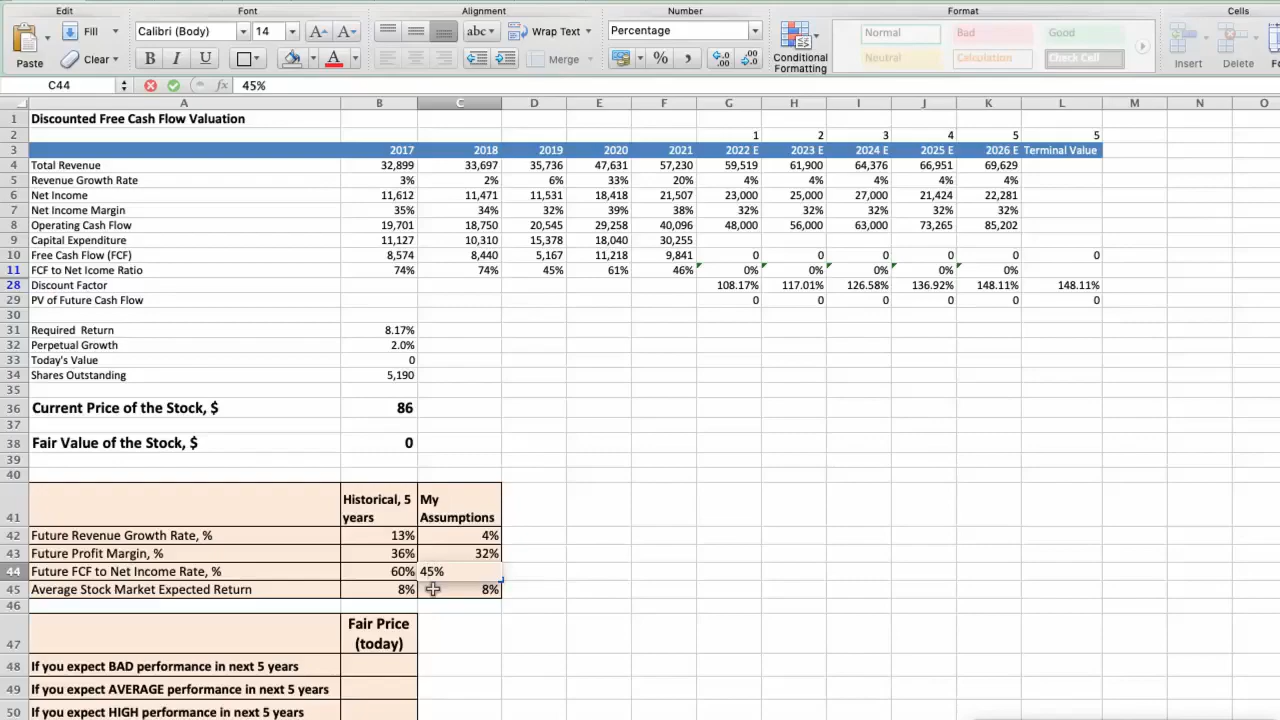 Edit Font Alignment Number Format Cells
Paste Fill Calibri (Body) 14 abc Wrap Text Percentage Conditional Formatting Normal Bad Good Insert Delete
Clear B I U A Merge % Neutral Calculation Check Cell
C44 fx 45%
A B C D E F G H I J K L M N O
1 Discounted Free Cash Flow Valuation
2 1 2 3 4 5 5
3 2017 2018 2019 2020 2021 2022 E 2023 E 2024 E 2025 E 2026 E Terminal Value
4 Total Revenue 32,899 33,697 35,736 47,631 57,230 59,519 61,900 64,376 66,951 69,629
5 Revenue Growth Rate 3% 2% 6% 33% 20% 4% 4% 4% 4% 4%
6 Net Income 11,612 11,471 11,531 18,418 21,507 23,000 25,000 27,000 21,424 22,281
7 Net Income Margin 35% 34% 32% 39% 38% 32% 32% 32% 32% 32%
8 Operating Cash Flow 19,701 18,750 20,545 29,258 40,096 48,000 56,000 63,000 73,265 85,202
9 Capital Expenditure 11,127 10,310 15,378 18,040 30,255
10 Free Cash Flow (FCF) 8,574 8,440 5,167 11,218 9,841 0 0 0 0 0 0
11 FCF to Net Icome Ratio 74% 74% 45% 61% 46% 0% 0% 0% 0% 0%
28 Discount Factor 108.17% 117.01% 126.58% 136.92% 148.11% 148.11%
29 PV of Future Cash Flow 0 0 0 0 0 0
30
31 Required Return 8.17%
32 Perpetual Growth 2.0%
33 Today's Value 0
34 Shares Outstanding 5,190
35
36 Current Price of the Stock, $ 86
37
38 Fair Value of the Stock, $ 0
39
40
Historical, 5 My
41 years Assumptions
42 Future Revenue Growth Rate, % 13% 4%
43 Future Profit Margin, % 36% 32%
44 Future FCF to Net Income Rate, % 60% 45%
45 Average Stock Market Expected Return 8% 8%
46
Fair Price
47 (today)
48 If you expect BAD performance in next 5 years
49 If you expect AVERAGE performance in next 5 years
50 If you expect HIGH performance in next 5 years